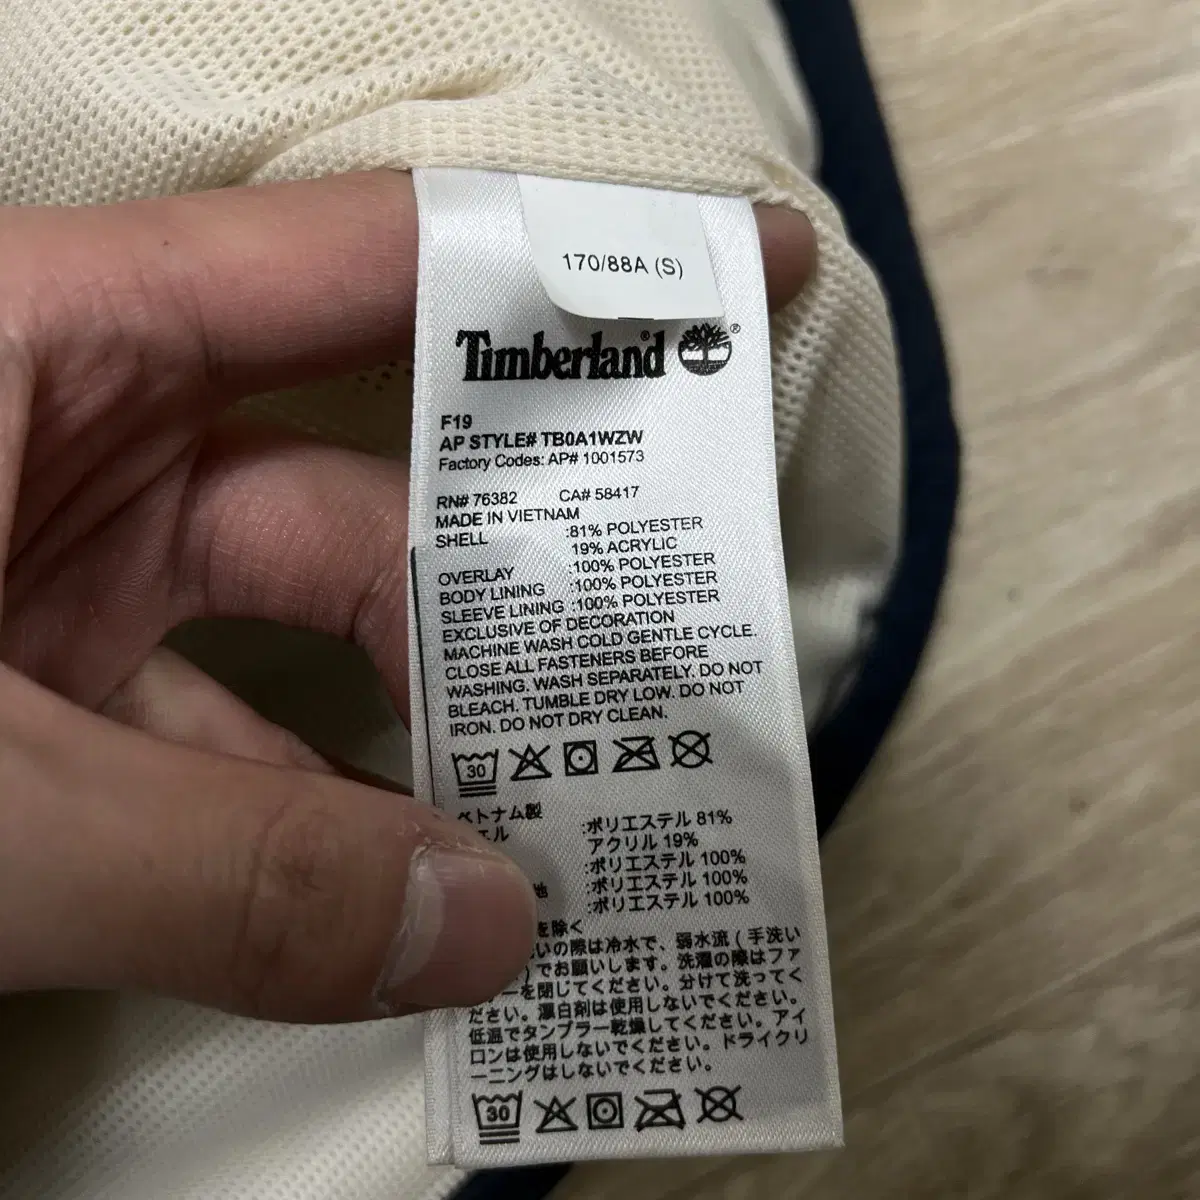 170/88A (S)
Timberland®
®
F19
AP STYLE# TB0A1WZW
Factory Codes: AP# 1001573
RN# 76382 CA# 58417
MADE IN VIETNAM
SHELL :81% POLYESTER
19% ACRYLIC
OVERLAY :100% POLYESTER
BODY LINING :100% POLYESTER
SLEEVE LINING :100% POLYESTER
EXCLUSIVE OF DECORATION
MACHINE WASH COLD GENTLE CYCLE.
CLOSE ALL FASTENERS BEFORE
WASHING. WASH SEPARATELY. DO NOT
BLEACH. TUMBLE DRY LOW. DO NOT
IRON. DO NOT DRY CLEAN.
30
ベトナム製
ェル :ポリエステル 81%
アクリル 19%
:ポリエステル 100%
地 :ポリエステル 100%
:ポリエステル 100%
を除く
いの際は冷水で、弱水流 ( 手洗い
) でお願いします。洗濯の際はファ
ーを閉じてください。分けて洗ってく
ださい。漂白剤は使用しないでください。
低温でタンブラー乾燥してください。アイ
ロンは使用しないでください。ドライクリ
ーニングはしないでください。
30